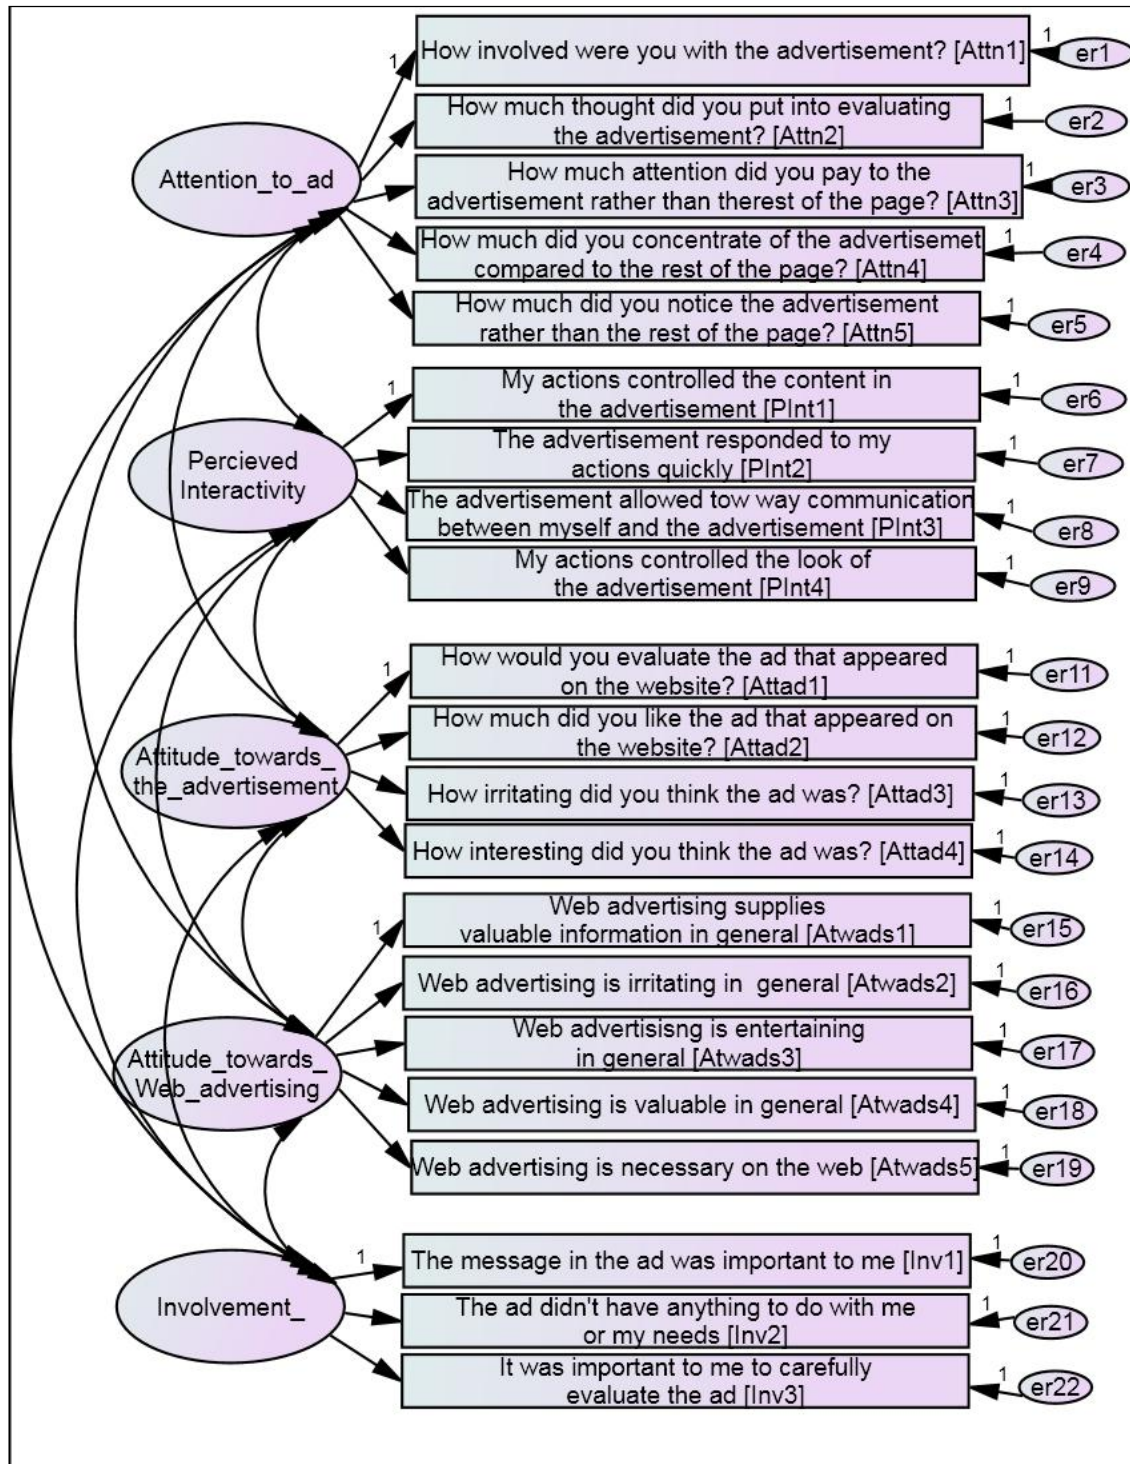 1
How involved were you with the advertisement? [Attn1]
1
er1
How much thought did you put into evaluating
the advertisement? [Attn2]
1
er2
Attention_to_ad
How much attention did you pay to the
advertisement rather than therest of the page? [Attn3]
1
er3
How much did you concentrate of the advertisemet
compared to the rest of the page? [Attn4]
1
er4
How much did you notice the advertisement
rather than the rest of the page? [Attn5]
1
er5
1
My actions controlled the content in
the advertisement [PInt1]
1
er6
Percieved
Interactivity
The advertisement responded to my
actions quickly [PInt2]
1
er7
The advertisement allowed tow way communication
between myself and the advertisement [PInt3]
1
er8
My actions controlled the look of
the advertisement [PInt4]
1
er9
1
How would you evaluate the ad that appeared
on the website? [Attad1]
1
er11
How much did you like the ad that appeared on
the website? [Attad2]
1
er12
Attitude_towards_
the_advertisement
How irritating did you think the ad was? [Attad3]
1
er13
How interesting did you think the ad was? [Attad4]
1
er14
1
Web advertising supplies
valuable information in general [Atwads1]
1
er15
Web advertising is irritating in  general [Atwads2]
1
er16
Attitude_towards_
Web_advertising
Web advertisisng is entertaining
in general [Atwads3]
1
er17
Web advertising is valuable in general [Atwads4]
1
er18
Web advertising is necessary on the web [Atwads5]
1
er19
1
The message in the ad was important to me [Inv1]
1
er20
Involvement_
The ad didn't have anything to do with me
or my needs [Inv2]
1
er21
It was important to me to carefully
evaluate the ad [Inv3]
1
er22